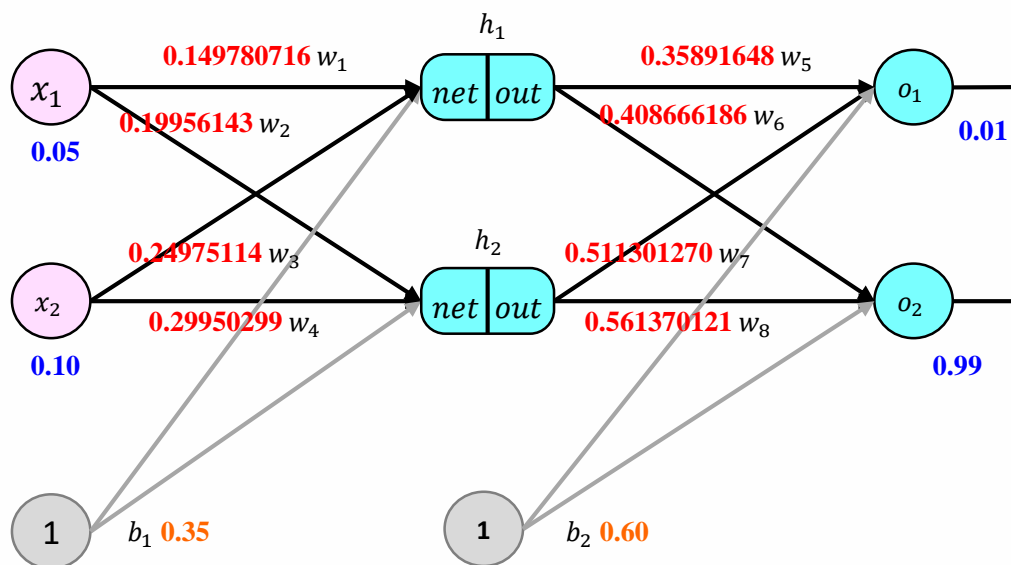 h₁
0.149780716 w₁
0.35891648 w₅
x₁
net out
o₁
0.19956143 w₂
0.408666186 w₆
0.05
0.01
h₂
0.24975114 w₃
0.511301270 w₇
x₂
net out
o₂
0.29950299 w₄
0.561370121 w₈
0.10
0.99
1
b₁ 0.35
1
b₂ 0.60